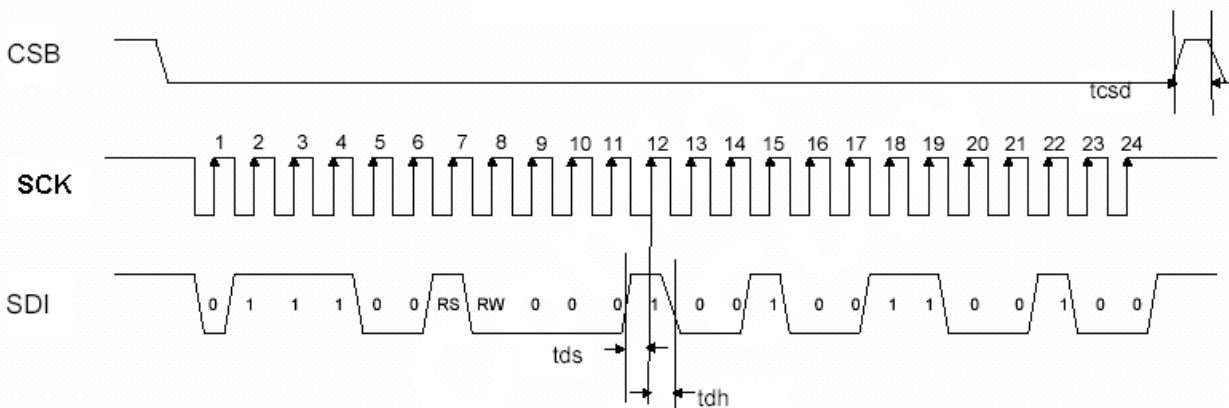 CSB
tcsd
1 2 3 4 5 6 7 8 9 10 11 12 13 14 15 16 17 18 19 20 21 22 23 24
SCK
SDI
0 1 1 1 0 0 RS RW 0 0 0 1 0 0 1 0 0 1 1 0 0 1 0 0
tds
tdh